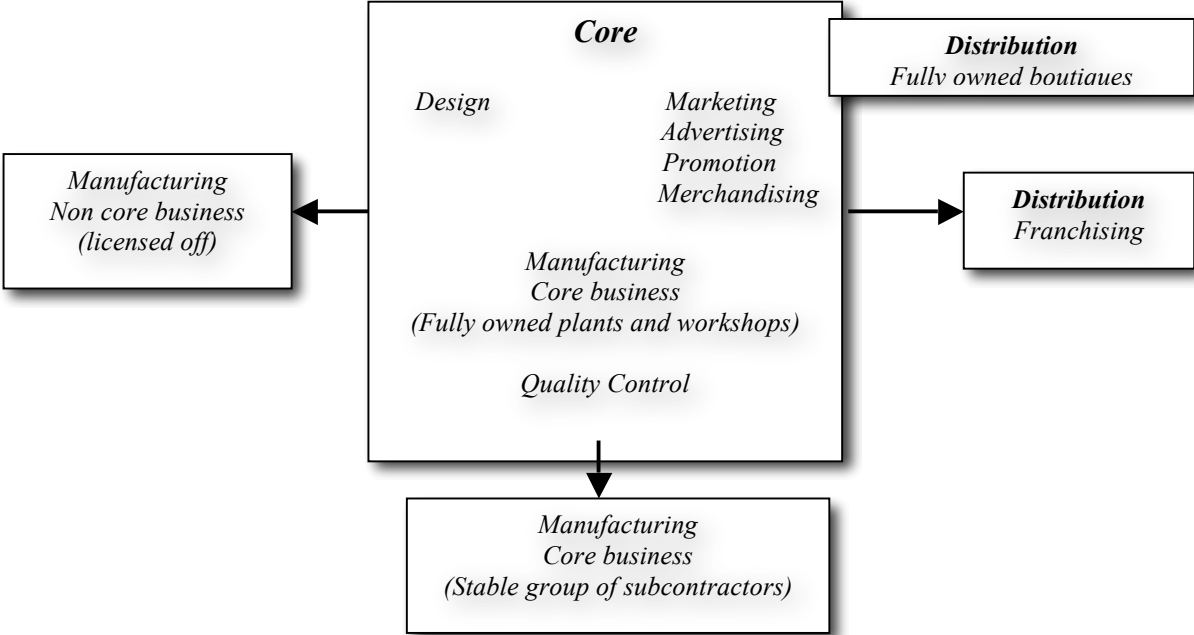 Core
Design
Marketing
Advertising
Promotion
Merchandising
Manufacturing
Core business
(Fully owned plants and workshops)
Quality Control
Distribution
Fully owned boutiques
Manufacturing
Non core business
(licensed off)
Distribution
Franchising
Manufacturing
Core business
(Stable group of subcontractors)